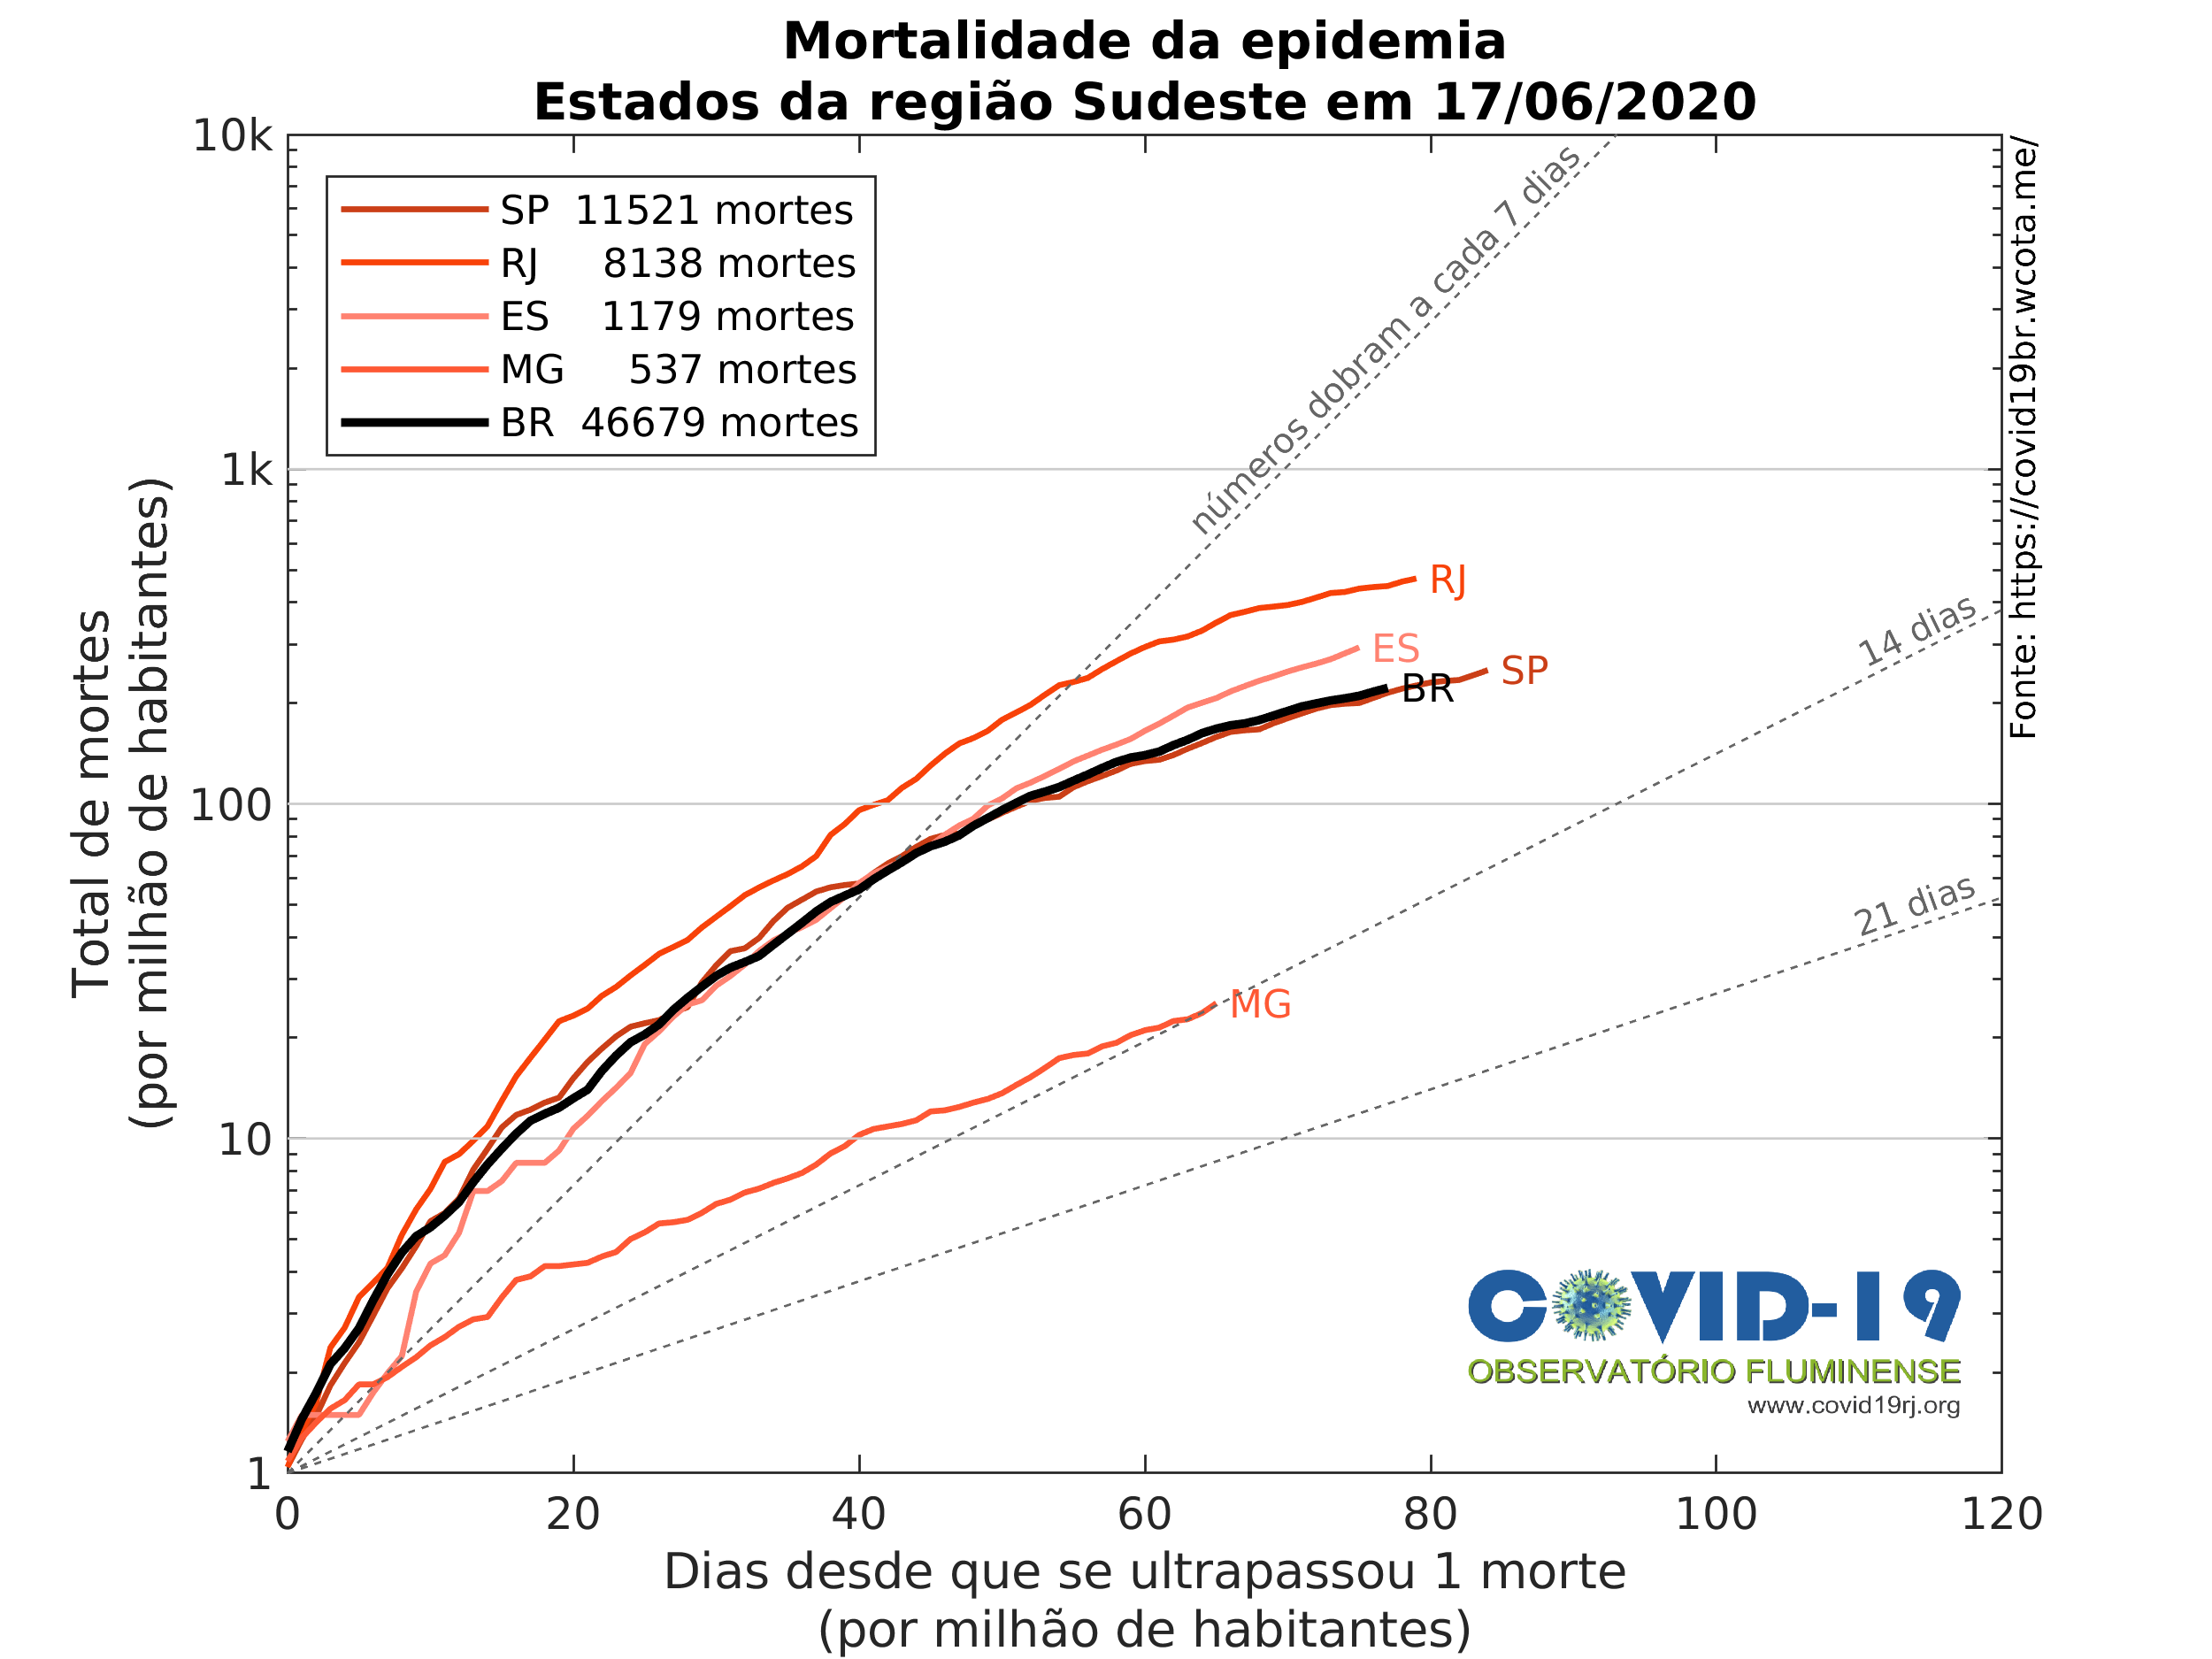 Mortalidade da epidemia
Estados da região Sudeste em 17/06/2020
10k
1k
100
10
1
Total de mortes
(por milhão de habitantes)
SP 11521 mortes
RJ 8138 mortes
ES 1179 mortes
MG 537 mortes
BR 46679 mortes
números dobram a cada 7 dias
14 dias
21 dias
RJ
ES
SP
BR
MG
Fonte: https://covid19br.wcota.me/
COVID-19
OBSERVATÓRIO FLUMINENSE
www.covid19rj.org
0 20 40 60 80 100 120
Dias desde que se ultrapassou 1 morte
(por milhão de habitantes)